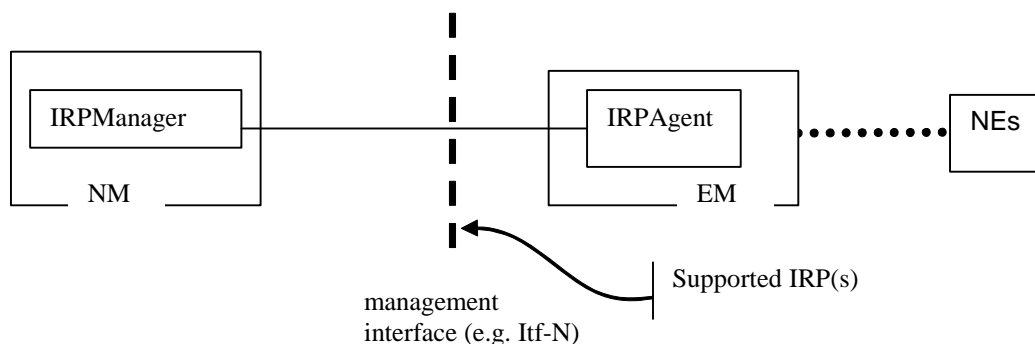 IRPManager
IRPAgent
NEs
NM
EM
Supported IRP(s)
management
interface (e.g. Itf-N)